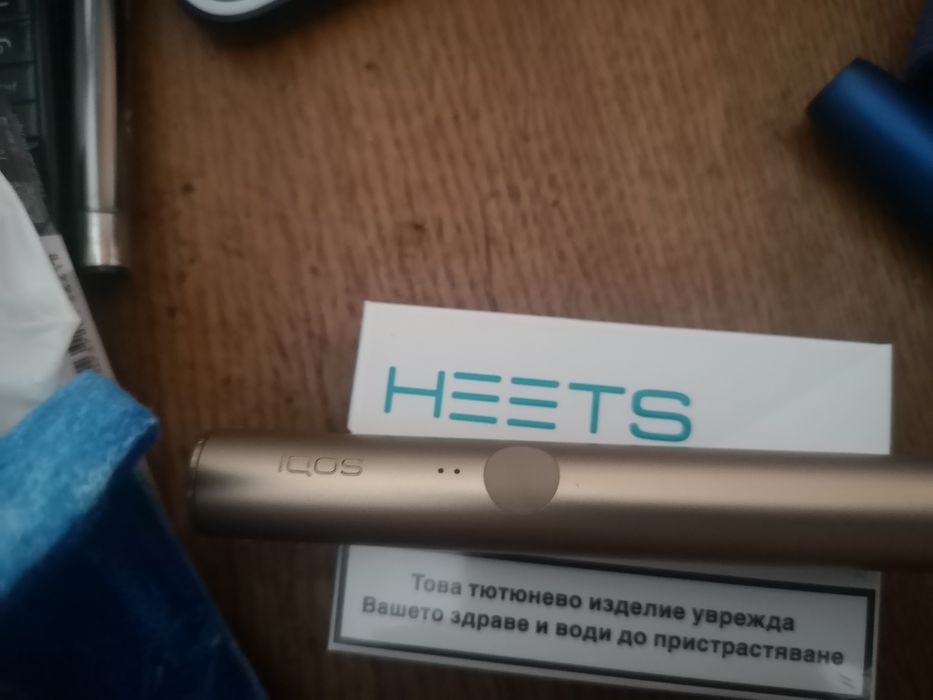 HEETS
IQOS
Това тютюнево изделие уврежда
Вашето здраве и води до пристрастяване